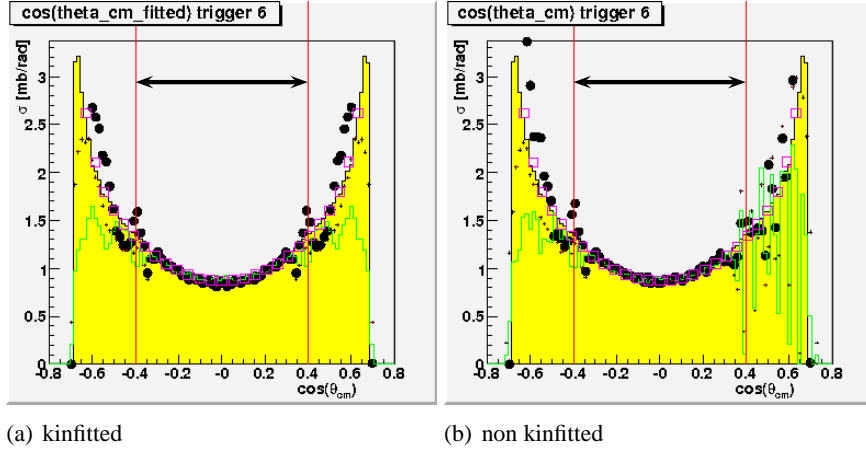 cos(theta_cm_fitted) trigger 6
σ [mb/rad]
3
2.5
2
1.5
1
0.5
0
-0.8 -0.6 -0.4 -0.2 -0 0.2 0.4 0.6 0.8
cos(θcm)
(a) kinfitted
cos(theta_cm) trigger 6
σ [mb/rad]
3
2.5
2
1.5
1
0.5
0
-0.8 -0.6 -0.4 -0.2 -0 0.2 0.4 0.6 0.8
cos(θcm)
(b) non kinfitted